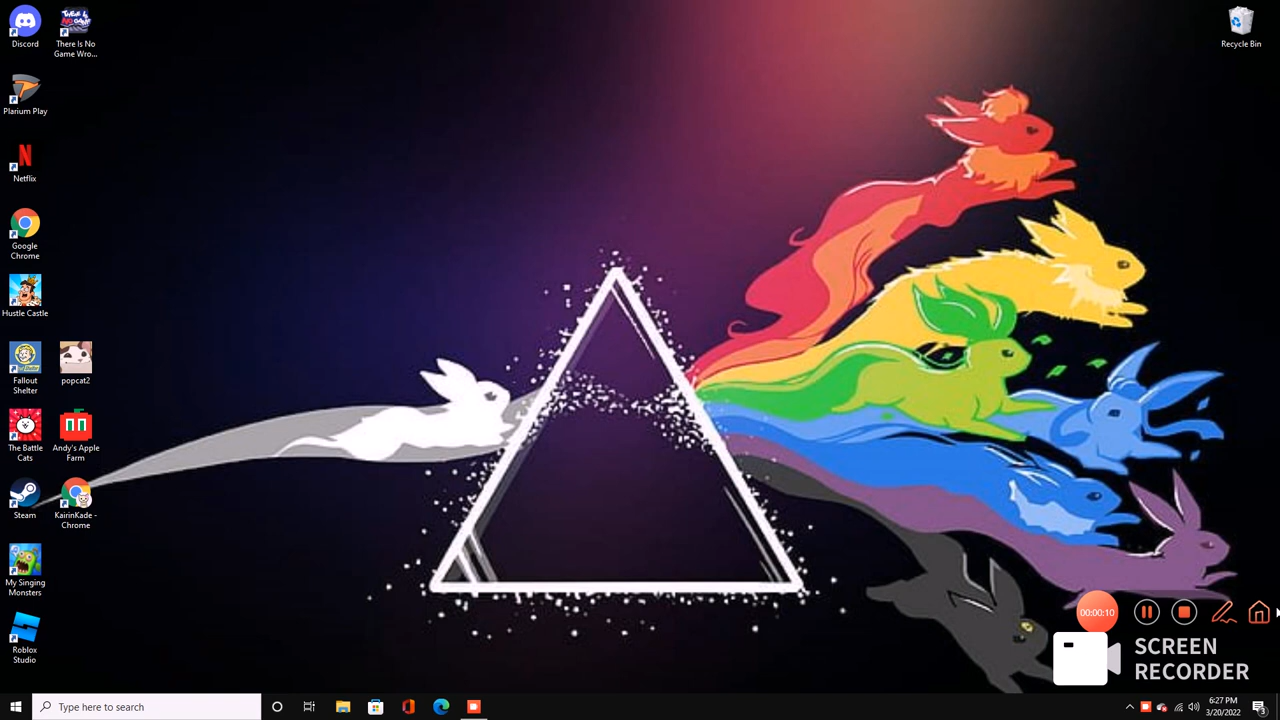 Discord
There Is No
Game Wro...
Recycle Bin
Plarium Play
Netflix
Google
Chrome
Hustle Castle
Fallout
Shelter
popcat2
The Battle
Cats
Andy's Apple
Farm
Steam
KairinKade -
Chrome
My Singing
Monsters
Roblox
Studio
00:00:10
SCREEN
RECORDER
Type here to search
6:27 PM
3/20/2022
3